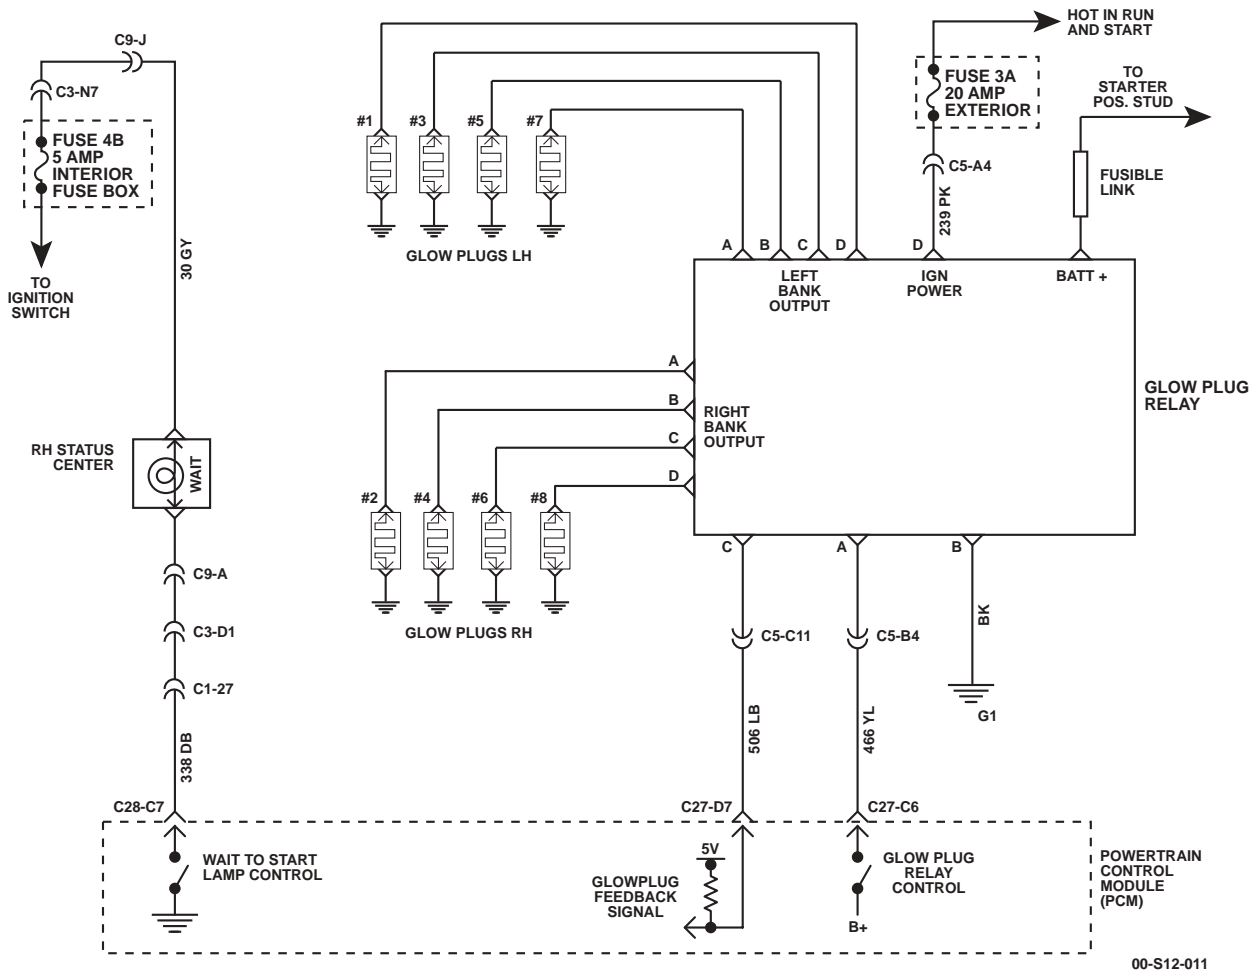 C9-J
C3-N7
FUSE 4B
5 AMP
INTERIOR
FUSE BOX
TO
IGNITION
SWITCH
30 GY
#1
#3
#5
#7
GLOW PLUGS LH
HOT IN RUN
AND START
FUSE 3A
20 AMP
EXTERIOR
TO
STARTER
POS. STUD
C5-A4
239 PK
FUSIBLE
LINK
A
B
C
D
D
LEFT
BANK
OUTPUT
IGN
POWER
BATT +
GLOW PLUG
RELAY
A
B
C
D
RIGHT
BANK
OUTPUT
RH STATUS
CENTER
WAIT
#2
#4
#6
#8
GLOW PLUGS RH
C
A
B
C9-A
C3-D1
C1-27
338 DB
C5-C11
C5-B4
BK
G1
506 LB
466 YL
C28-C7
C27-D7
C27-C6
WAIT TO START
LAMP CONTROL
5V
GLOWPLUG
FEEDBACK
SIGNAL
GLOW PLUG
RELAY
CONTROL
B+
POWERTRAIN
CONTROL
MODULE
(PCM)
00-S12-011